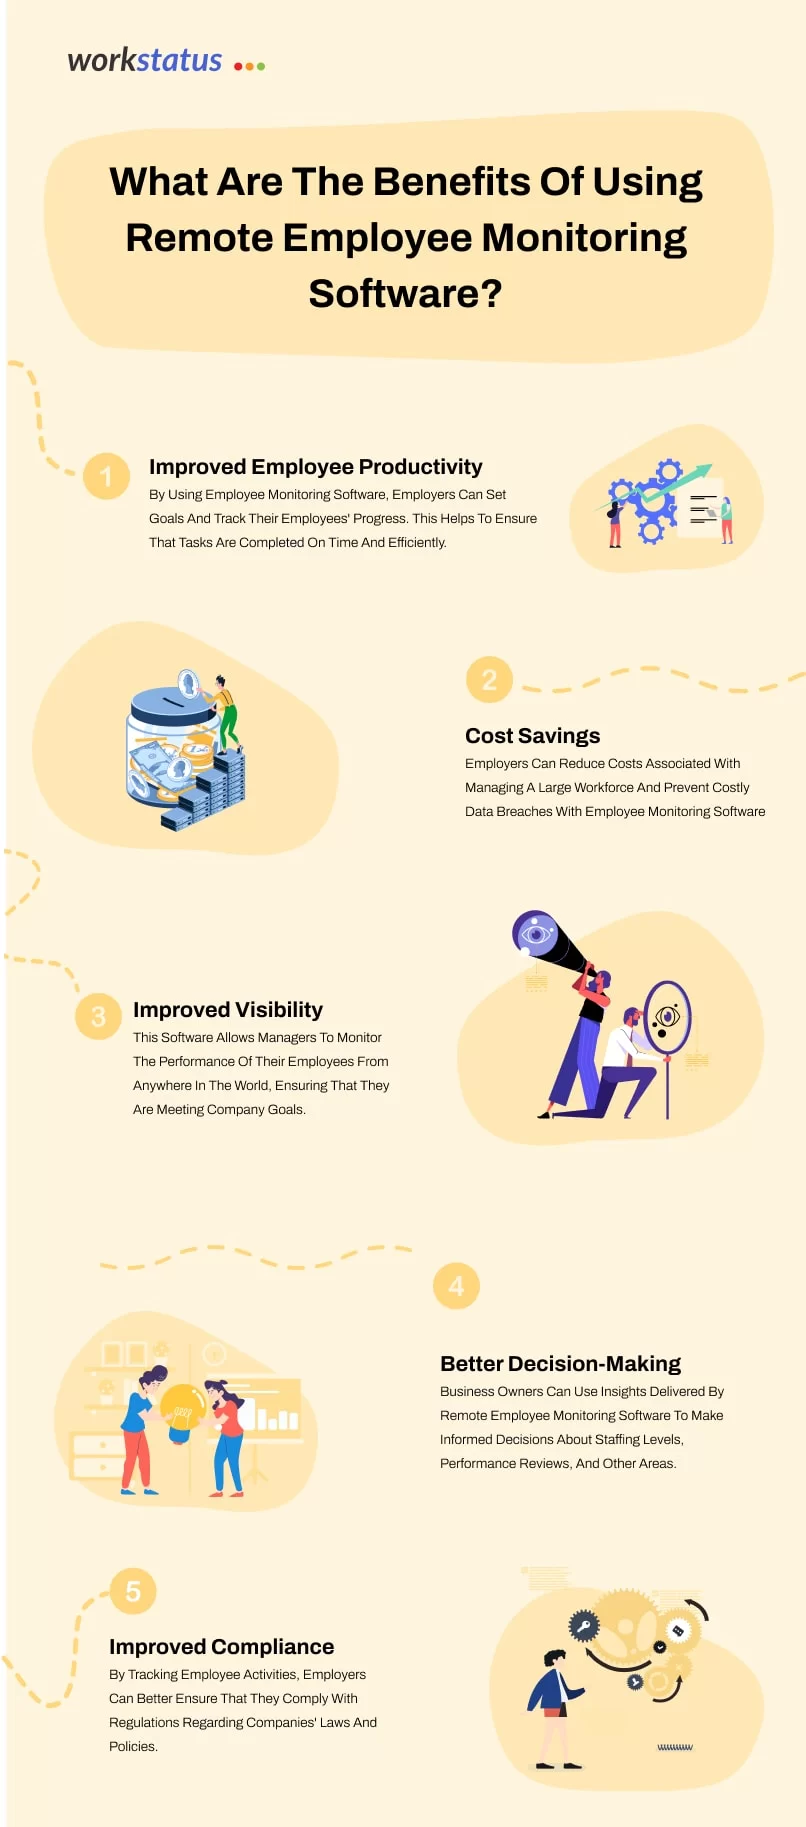 workstatus
What Are The Benefits Of Using
Remote Employee Monitoring
Software?
1
Improved Employee Productivity
By Using Employee Monitoring Software, Employers Can Set
Goals And Track Their Employees' Progress. This Helps To Ensure
That Tasks Are Completed On Time And Efficiently.
2
Cost Savings
Employers Can Reduce Costs Associated With
Managing A Large Workforce And Prevent Costly
Data Breaches With Employee Monitoring Software
3
Improved Visibility
This Software Allows Managers To Monitor
The Performance Of Their Employees From
Anywhere In The World, Ensuring That They
Are Meeting Company Goals.
4
Better Decision-Making
Business Owners Can Use Insights Delivered By
Remote Employee Monitoring Software To Make
Informed Decisions About Staffing Levels,
Performance Reviews, And Other Areas.
5
Improved Compliance
By Tracking Employee Activities, Employers
Can Better Ensure That They Comply With
Regulations Regarding Companies' Laws And
Policies.